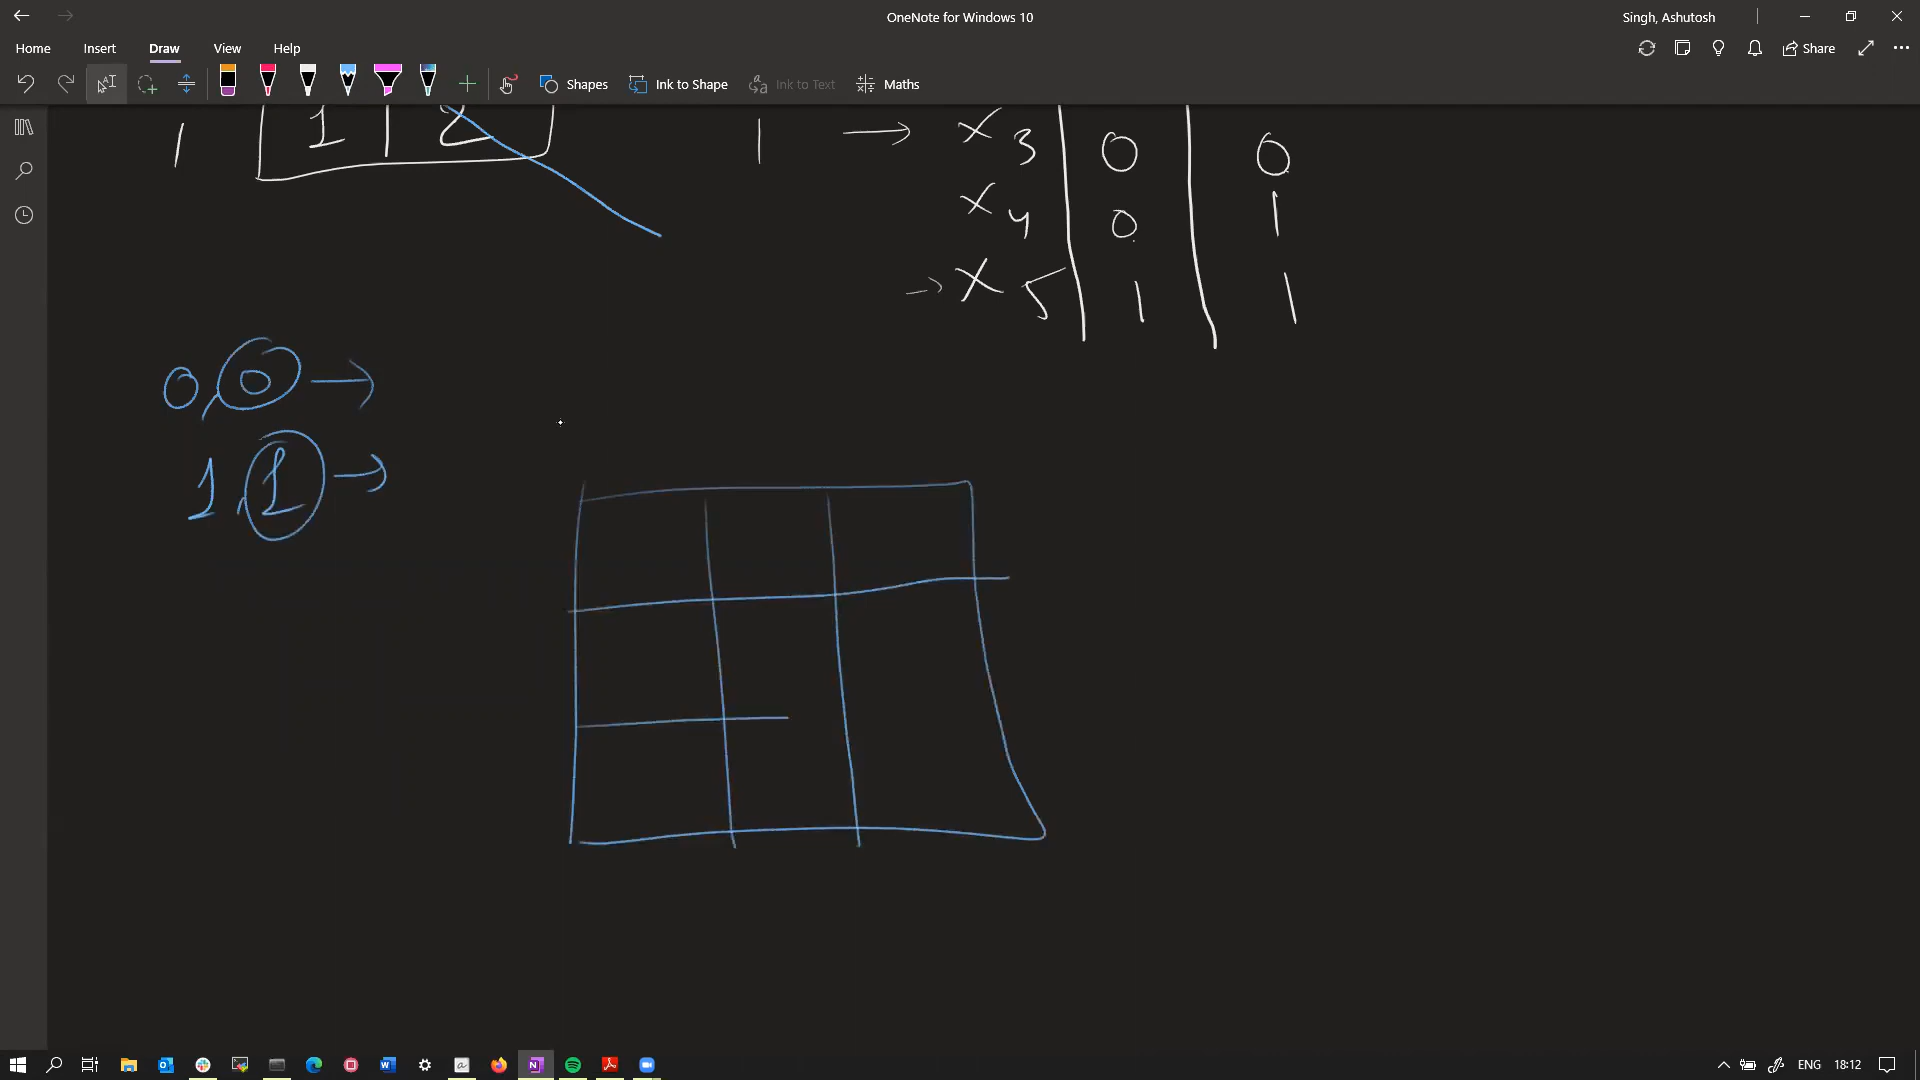 OneNote for Windows 10
Singh, Ashutosh
Home Insert Draw View Help
Share
Shapes
Ink to Shape
Ink to Text
Maths
1 1 2 1 → x3 0 0
x4 0 1
→ x5 1 1
0,0 →
1,1 →
ENG 18:12